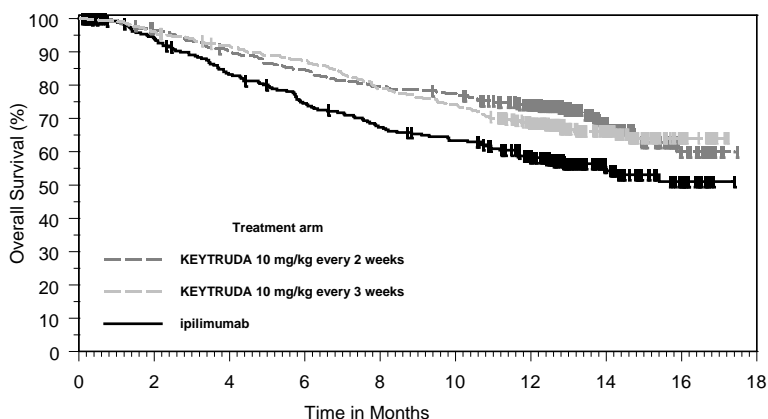 100
90
80
70
60
50
40
30
20
10
0
Overall Survival (%)
Treatment arm
KEYTRUDA 10 mg/kg every 2 weeks
KEYTRUDA 10 mg/kg every 3 weeks
ipilimumab
0 2 4 6 8 10 12 14 16 18
Time in Months